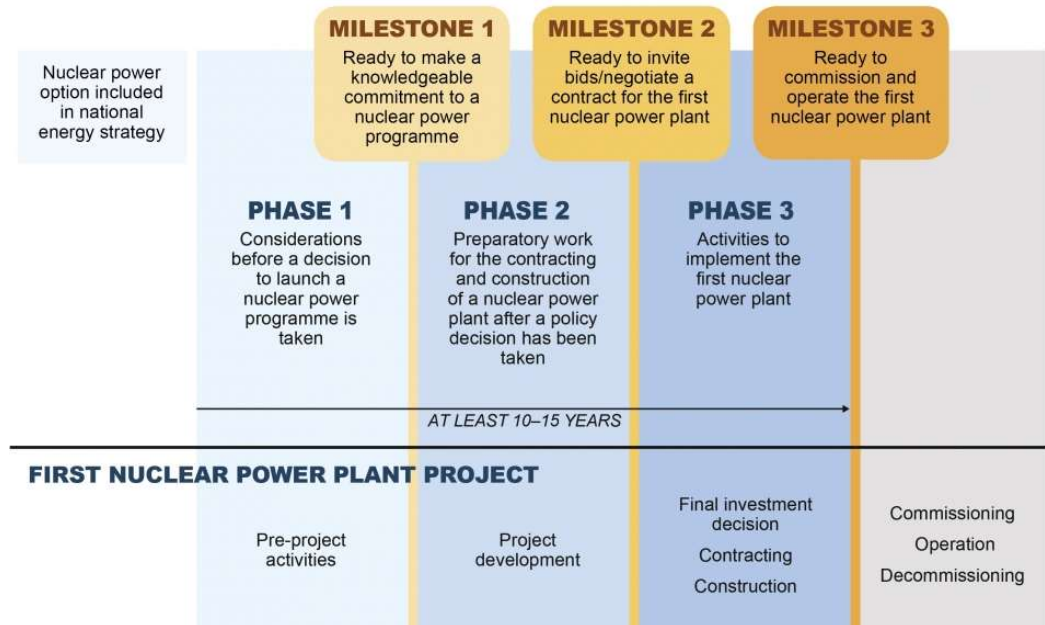 Nuclear power
option included
in national
energy strategy
MILESTONE 1
Ready to make a
knowledgeable
commitment to a
nuclear power
programme
MILESTONE 2
Ready to invite
bids/negotiate a
contract for the first
nuclear power plant
MILESTONE 3
Ready to
commission and
operate the first
nuclear power plant
PHASE 1
Considerations
before a decision
to launch a
nuclear power
programme is
taken
PHASE 2
Preparatory work
for the contracting
and construction
of a nuclear power
plant after a policy
decision has been
taken
PHASE 3
Activities to
implement the
first nuclear
power plant
AT LEAST 10–15 YEARS
FIRST NUCLEAR POWER PLANT PROJECT
Pre-project
activities
Project
development
Final investment
decision
Contracting
Construction
Commissioning
Operation
Decommissioning